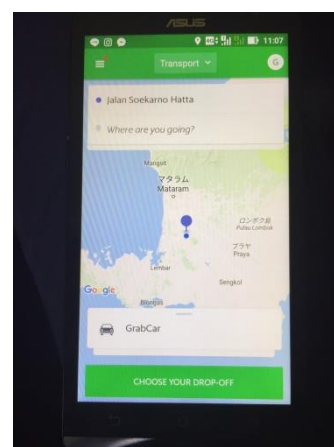 ASUS
4G
11:07
Transport
G
Jalan Soekarno Hatta
Where are you going?
マタラム
Mataram
ロンボク島
Pulau Lombok
プラヤ
Praya
Lembar
Sengkol
Google
GrabCar
CHOOSE YOUR DROP-OFF